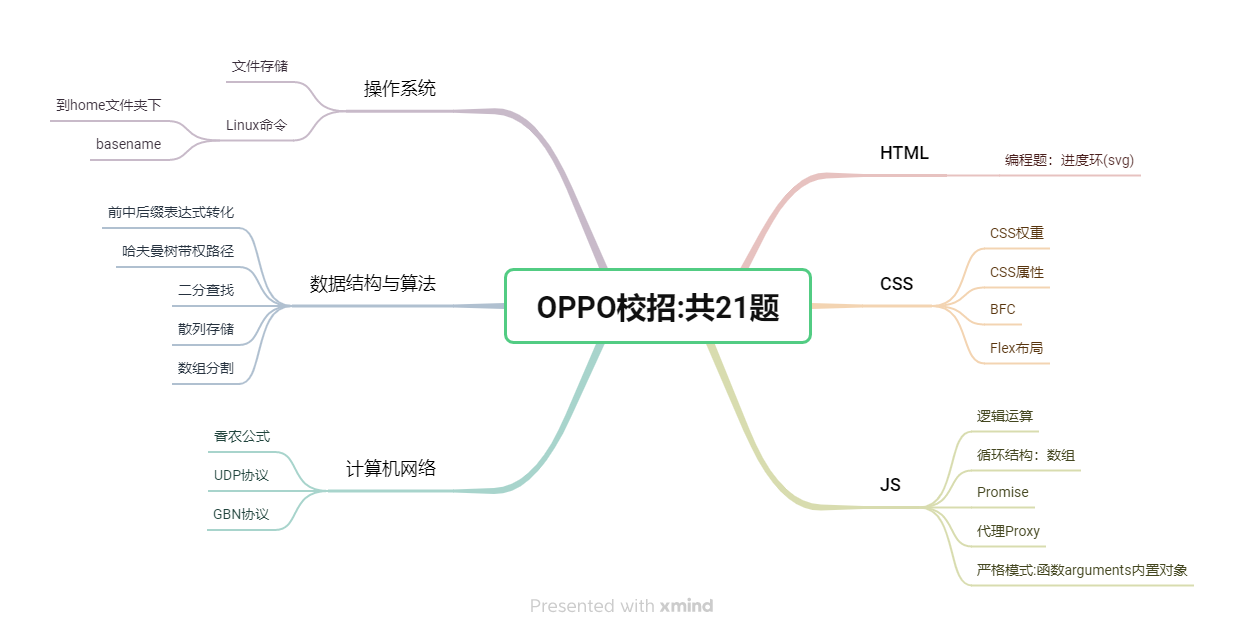 OPPO校招:共21题
HTML
编程题：进度环(svg)
CSS
CSS权重
CSS属性
BFC
Flex布局
JS
逻辑运算
循环结构：数组
Promise
代理Proxy
严格模式:函数arguments内置对象
操作系统
文件存储
Linux命令
到home文件夹下
basename
数据结构与算法
前中后缀表达式转化
哈夫曼树带权路径
二分查找
散列存储
数组分割
计算机网络
香农公式
UDP协议
GBN协议
Presented with xmind